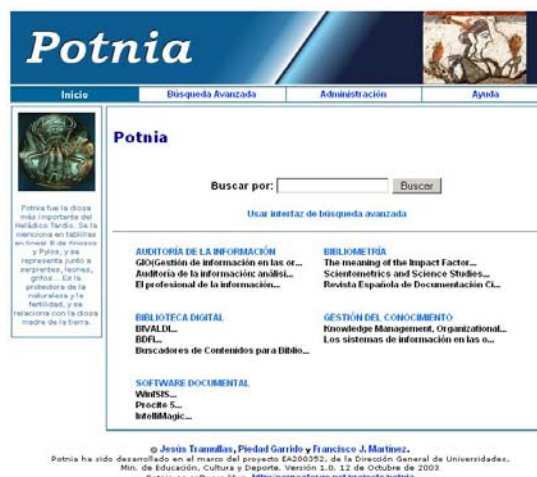 Potnia
Inicio
Búsqueda Avanzada
Administración
Ayuda
Potnia
Buscar por:
Buscar
Usar interfaz de búsqueda avanzada
Potnia fue la diosa
más importante del
Heládico Tardío. Se la
menciona en tablillas
en lineal B de Knosos
y Pylos, y se
representa junto a
serpientes, leones,
grifos... Es la
protectora de la
naturaleza y la
fertilidad, y se
relaciona con la diosa
madre de la tierra.
AUDITORÍA DE LA INFORMACIÓN
GIO(Gestión de información en las or...
Auditoría de la información: análisi...
El profesional de la información...
BIBLIOMETRÍA
The meaning of the Impact Factor...
Scientometrics and Science Studies...
Revista Española de Documentación Ci...
BIBLIOTECA DIGITAL
BIVALDI...
BDFL...
Buscadores de Contenidos para Biblio...
GESTIÓN DEL CONOCIMIENTO
Knowledge Management, Organizational...
Los sistemas de información en las o...
SOFTWARE DOCUMENTAL
WinISIS...
Procite 5...
IntelliMagic...
© Jesús Tramullas, Piedad Garrido y Francisco J. Martínez.
Potnia ha sido desarrollado en el marco del proyecto EA200352, de la Dirección General de Universidades,
Min. de Educación, Cultura y Deporte. Versión 1.0. 12 de Octubre de 2003